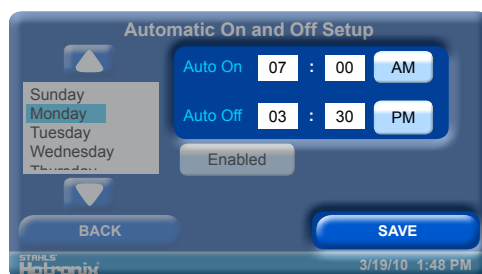 Automatic On and Off Setup
Auto On 07 : 00 AM
Sunday
Monday
Tuesday
Wednesday
Thursday
Auto Off 03 : 30 PM
Enabled
BACK
SAVE
STAHLS'
Hotronix
3/19/10 1:48 PM